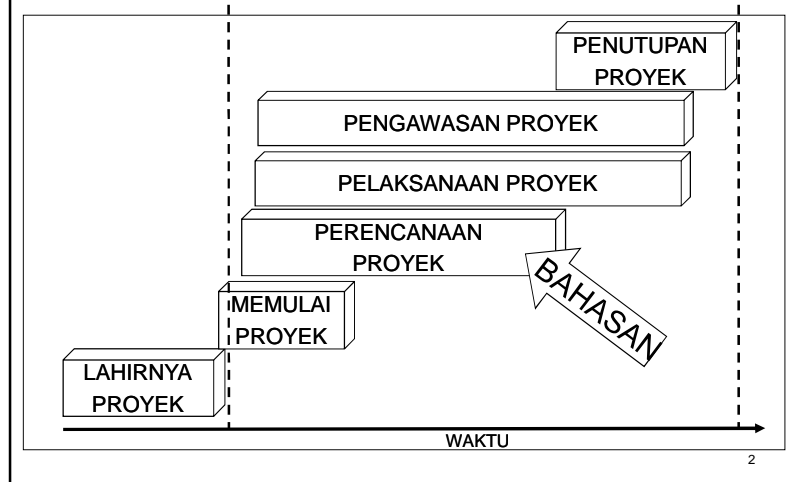 PENUTUPAN
PROYEK
PENGAWASAN PROYEK
PELAKSANAAN PROYEK
PERENCANAAN
PROYEK
BAHASAN
MEMULAI
PROYEK
LAHIRNYA
PROYEK
WAKTU
2